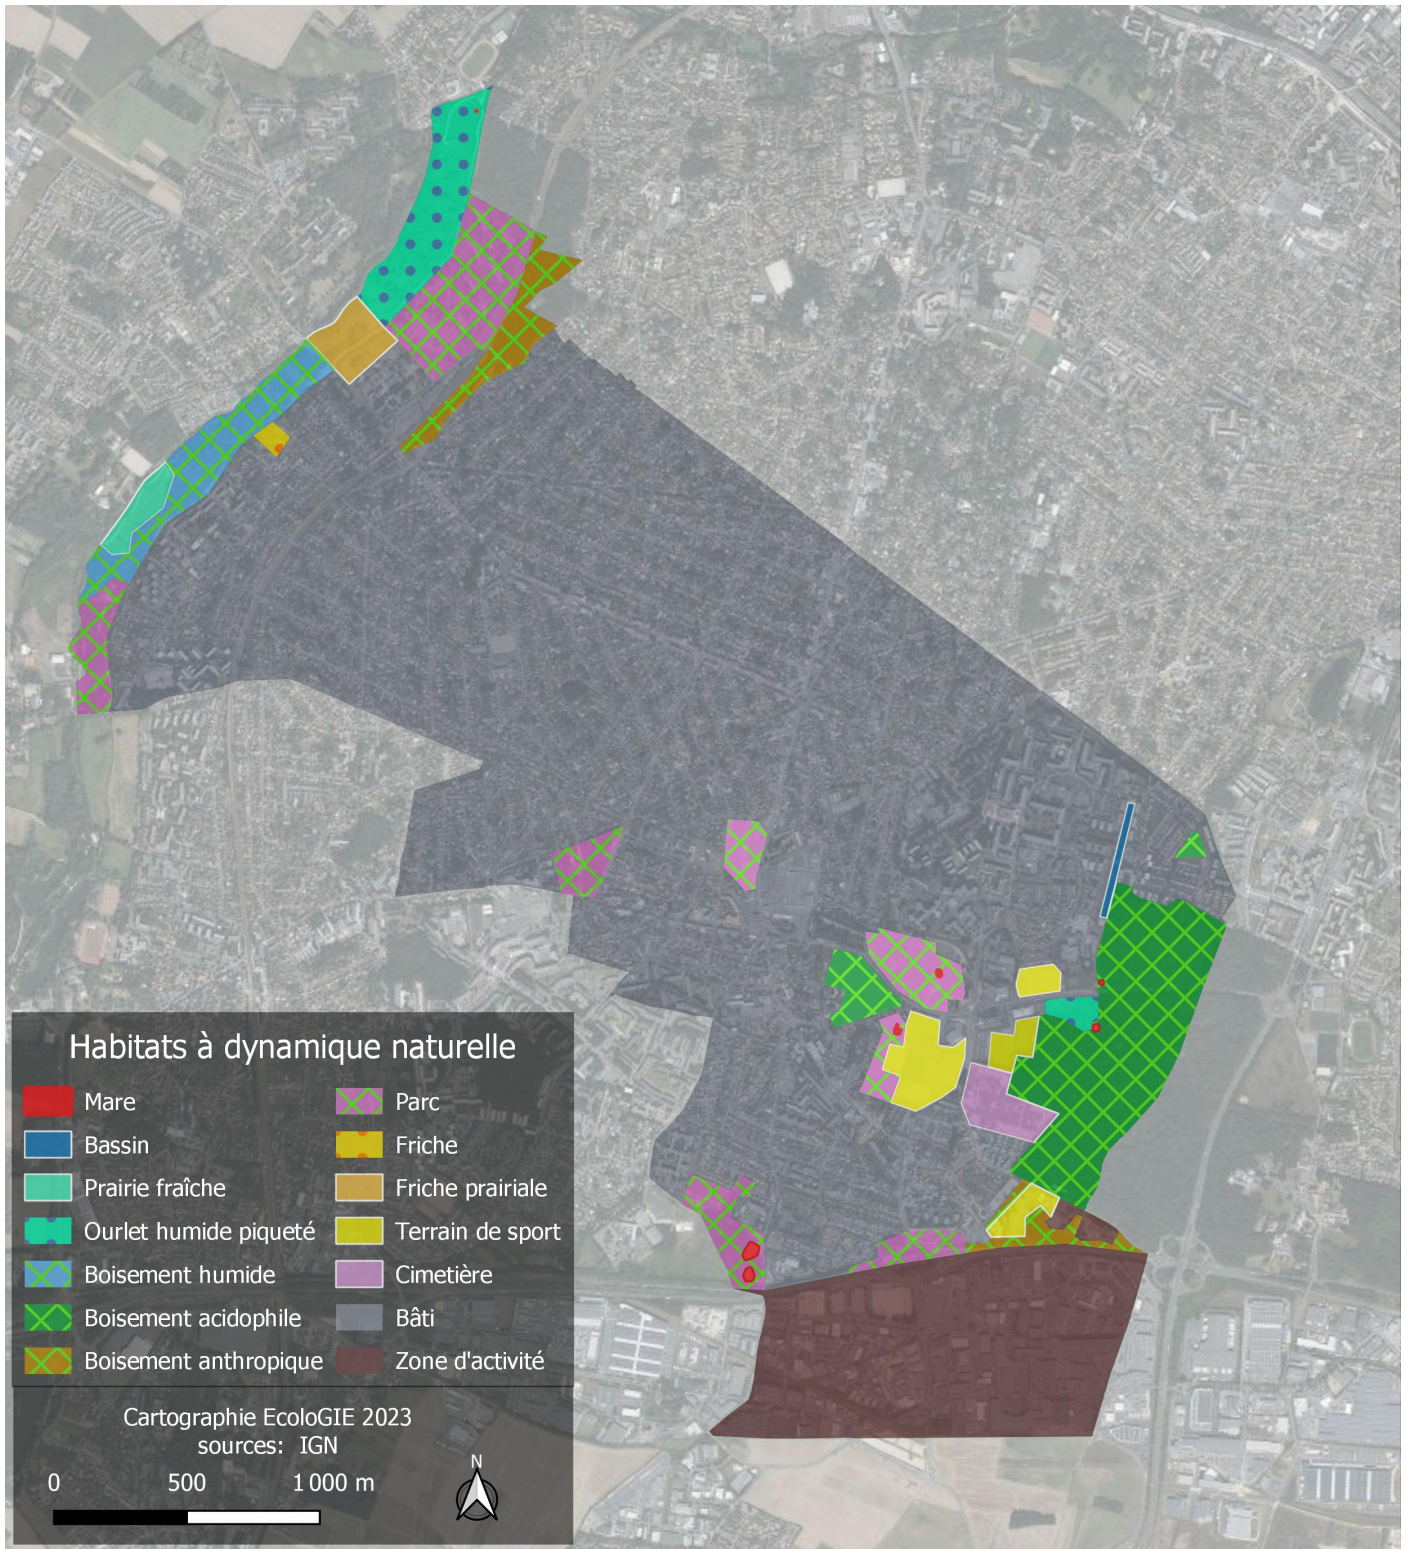 Habitats à dynamique naturelle
Mare
Bassin
Prairie fraîche
Ourlet humide piqueté
Boisement humide
Boisement acidophile
Boisement anthropique
Parc
Friche
Friche prairiale
Terrain de sport
Cimetière
Bâti
Zone d'activité
Cartographie EcoloGIE 2023
sources: IGN
0 500 1 000 m
N